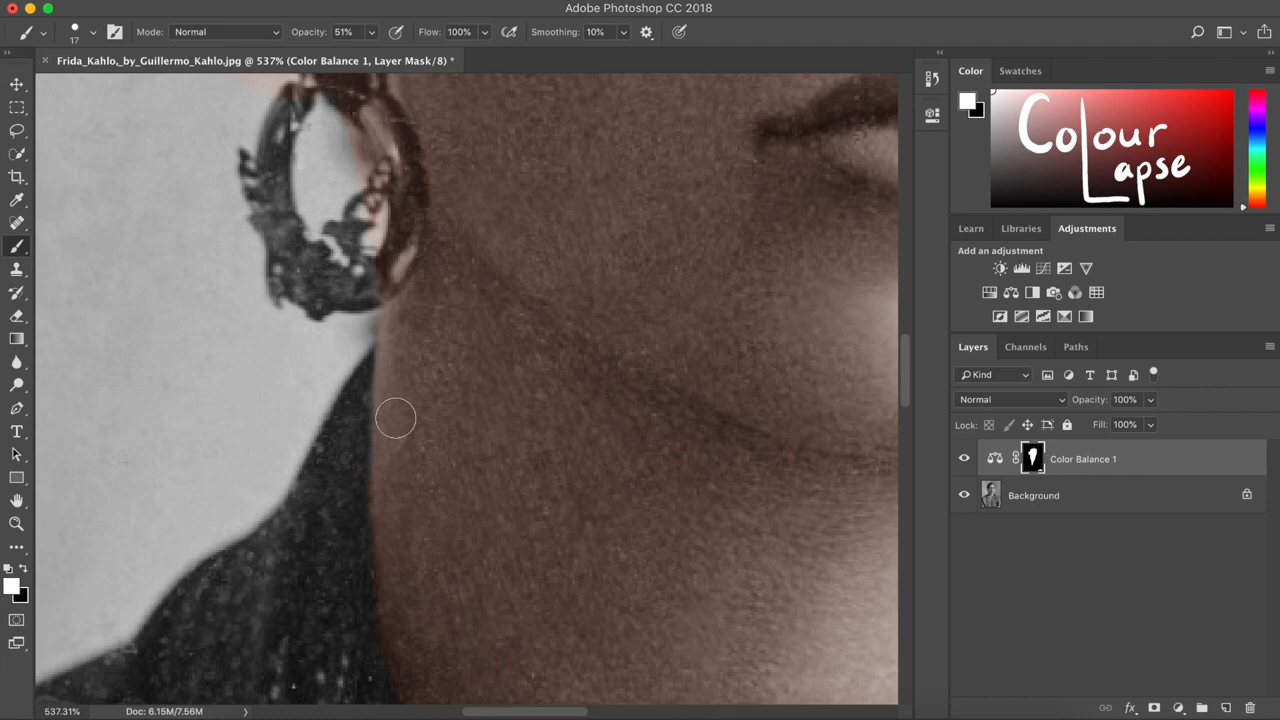 Adobe Photoshop CC 2018
17
Mode: Normal
Opacity: 51%
Flow: 100%
Smoothing: 10%
Frida_Kahlo,_by_Guillermo_Kahlo.jpg @ 537% (Color Balance 1, Layer Mask/8) *
Color
Swatches
Colour
Lapse
Learn
Libraries
Adjustments
Add an adjustment
Layers
Channels
Paths
Kind
Normal
Opacity: 100%
Lock:
Fill: 100%
Color Balance 1
Background
537.31%
Doc: 6.15M/7.56M